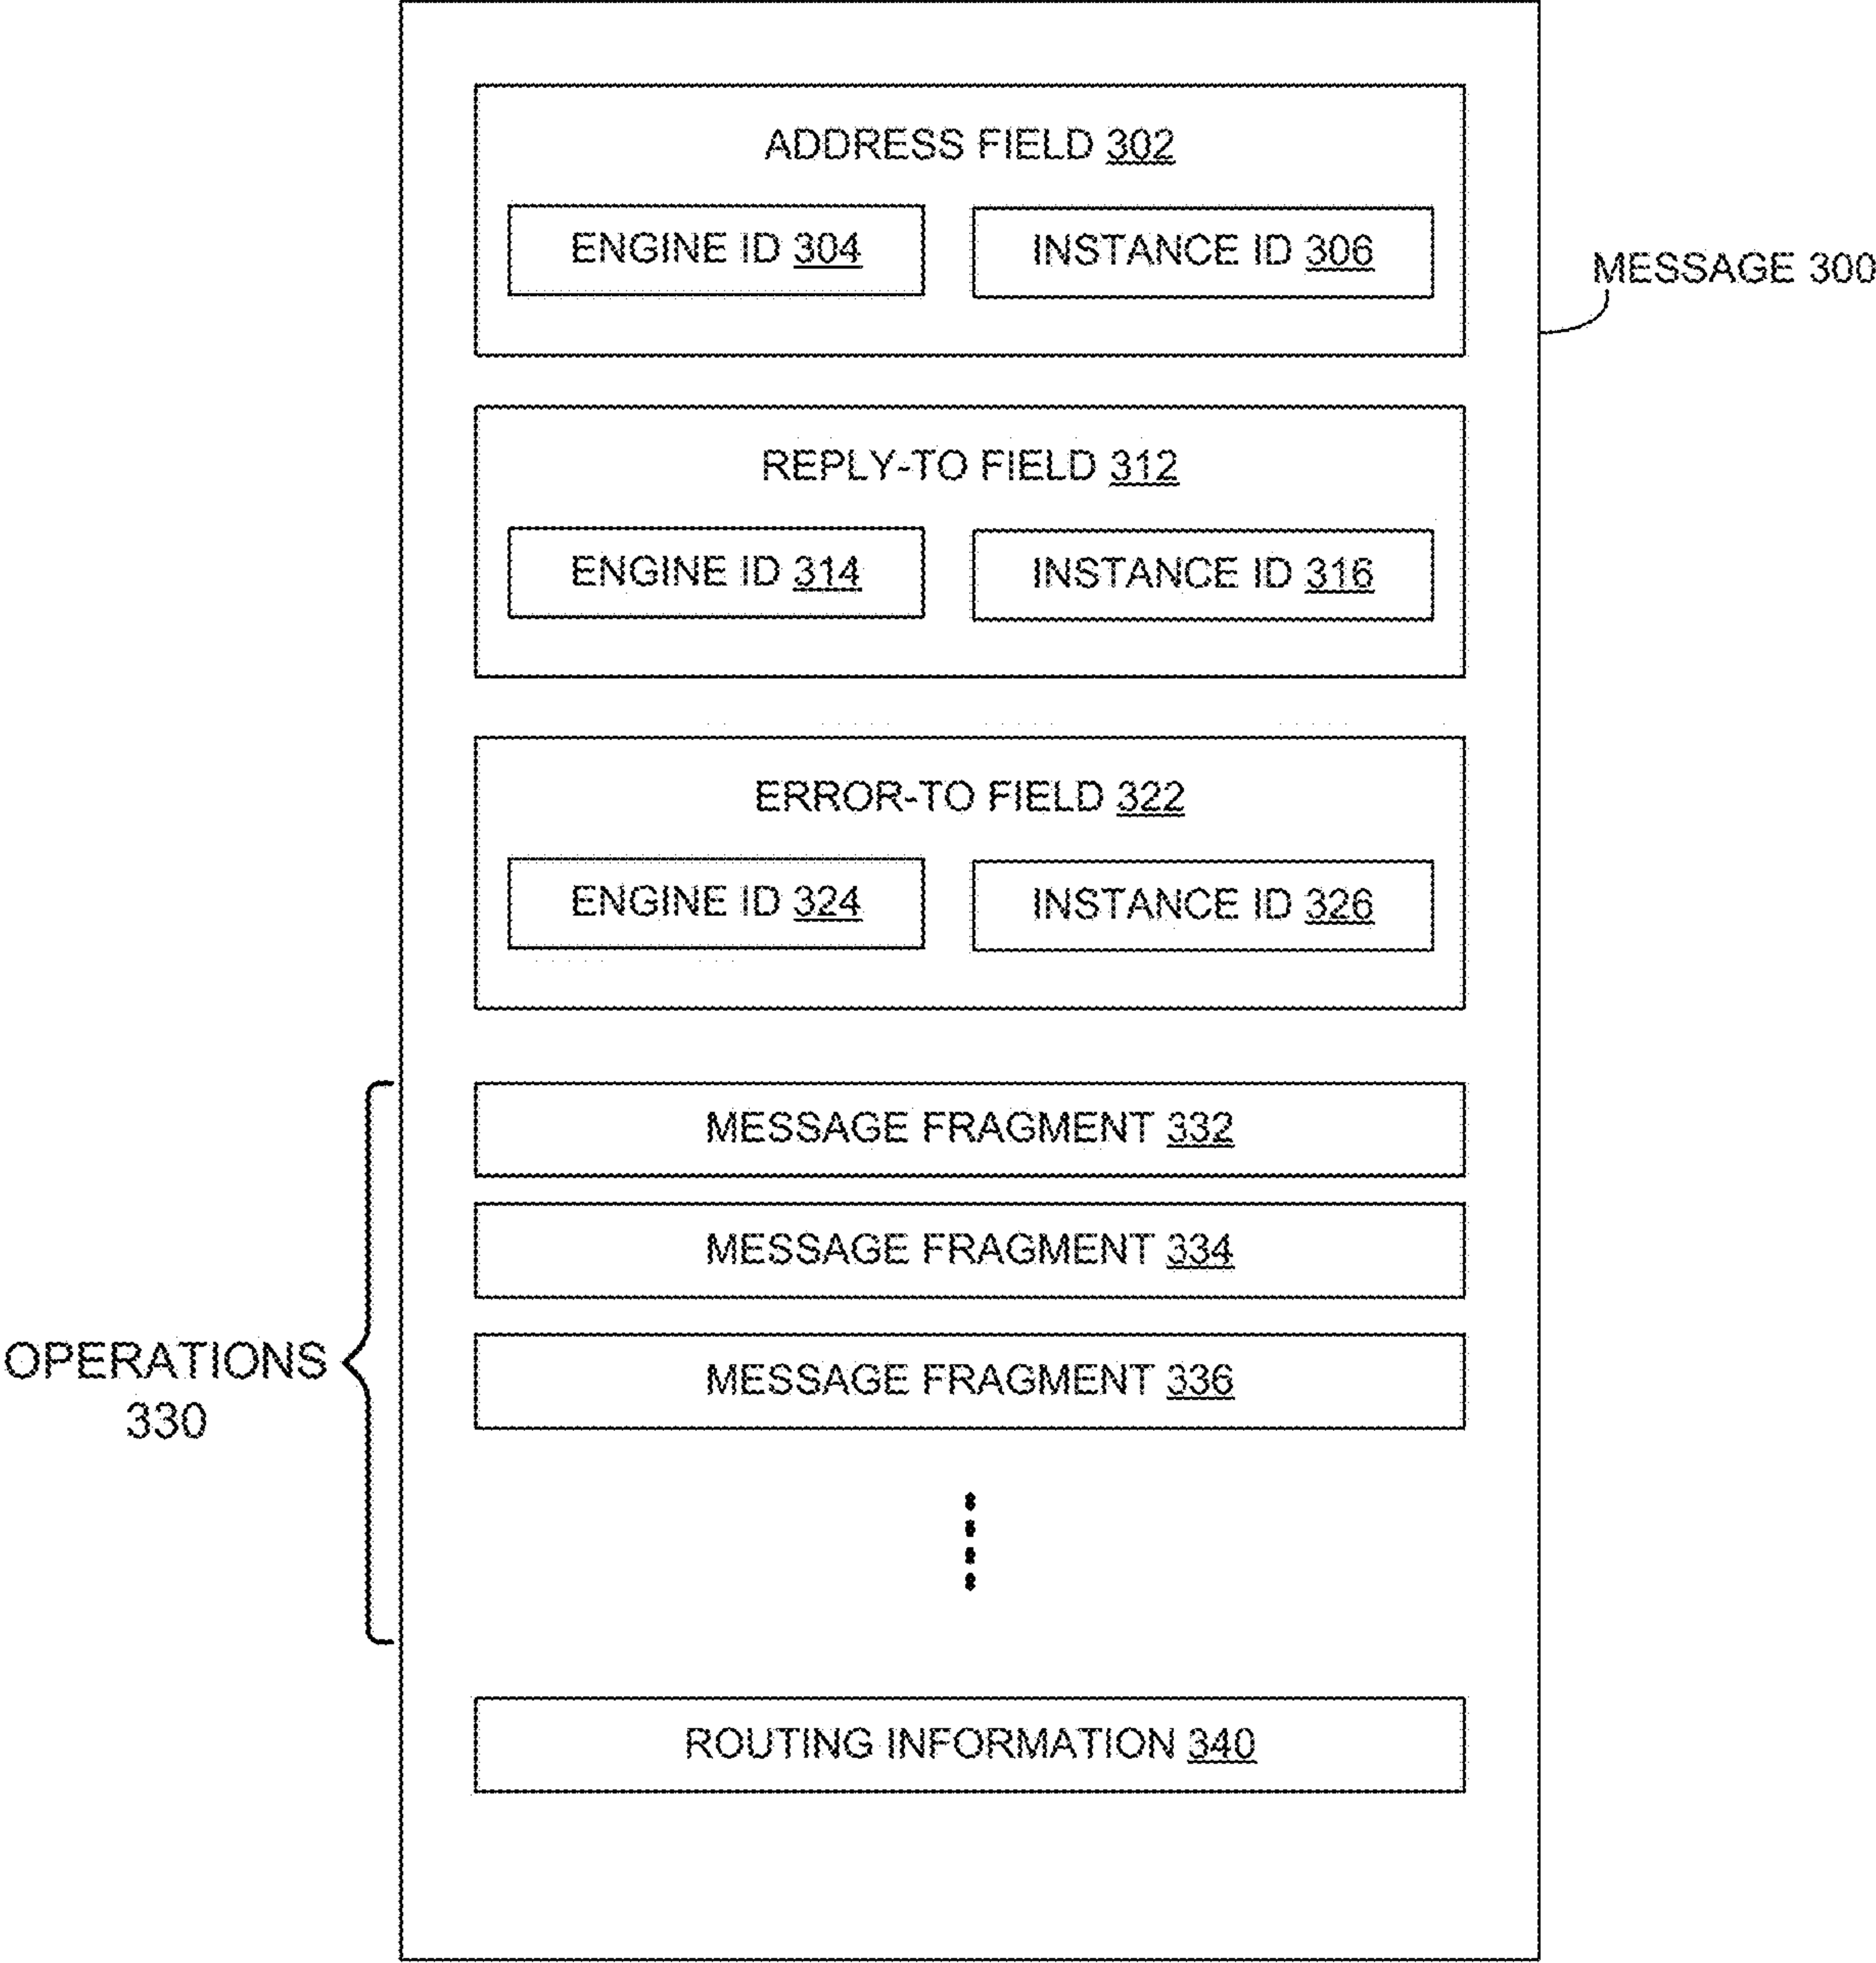 ADDRESS FIELD 302
ENGINE ID 304
INSTANCE ID 306
MESSAGE 300
REPLY-TO FIELD 312
ENGINE ID 314
INSTANCE ID 316
ERROR-TO FIELD 322
ENGINE ID 324
INSTANCE ID 326
MESSAGE FRAGMENT 332
MESSAGE FRAGMENT 334
MESSAGE FRAGMENT 336
OPERATIONS
330
ROUTING INFORMATION 340